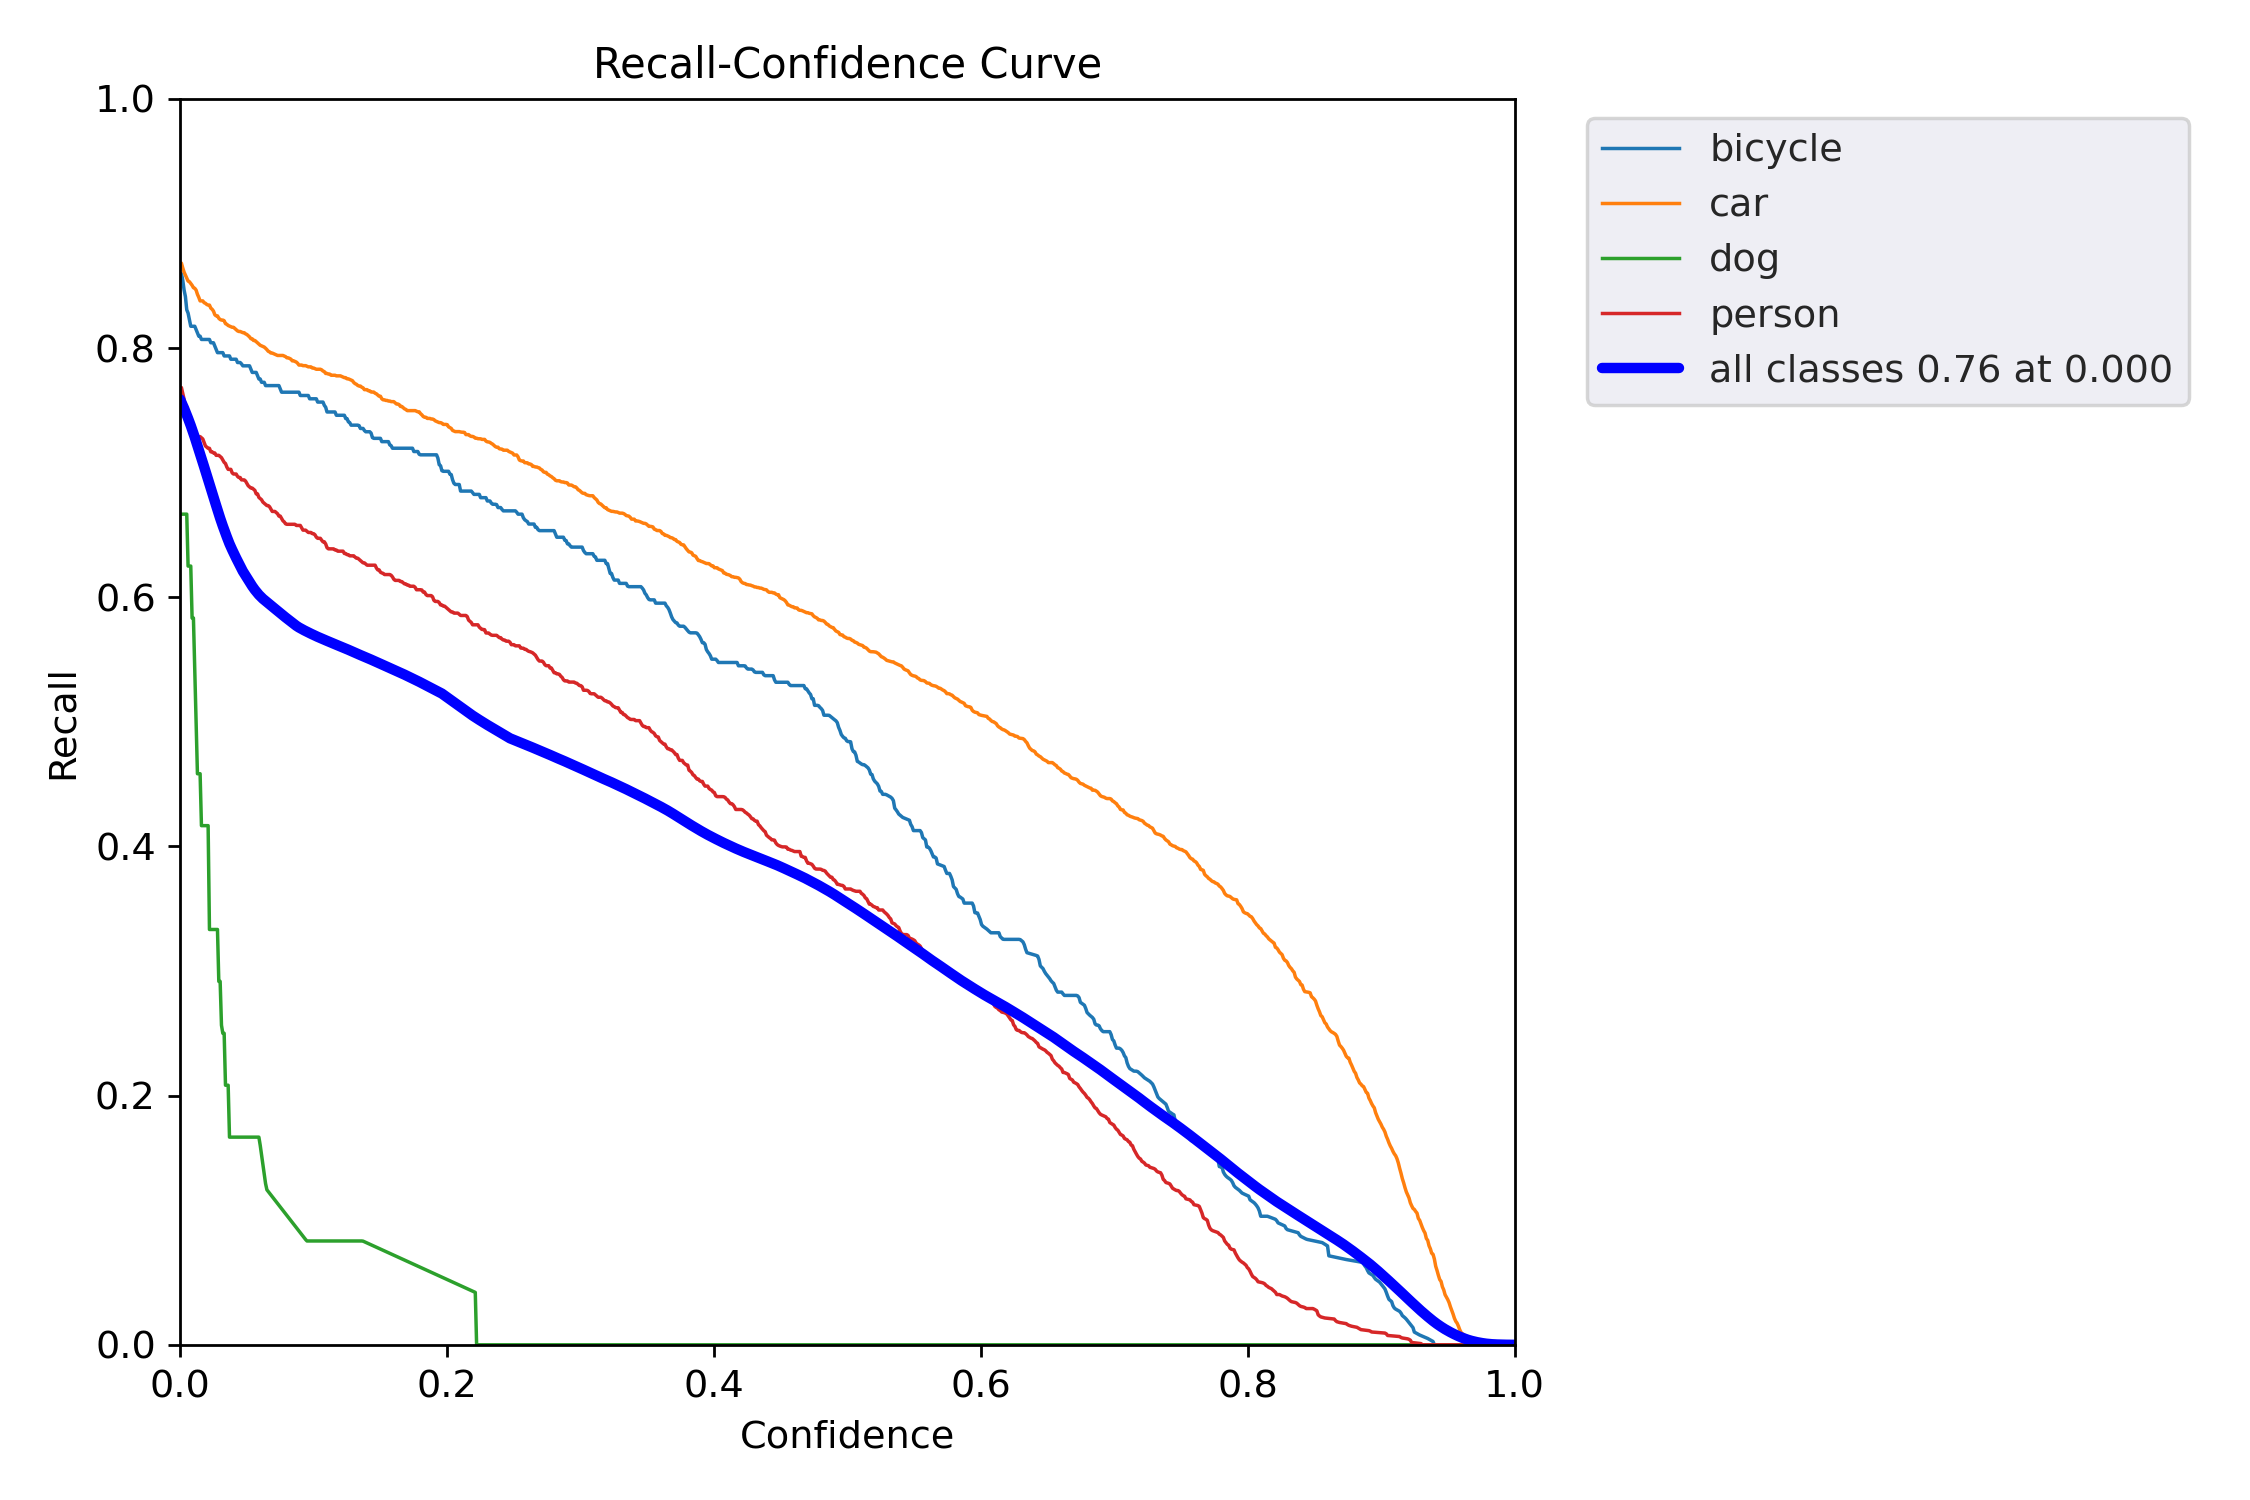 Recall-Confidence Curve
1.0
0.8
0.6
0.4
0.2
0.0
Recall
0.0 0.2 0.4 0.6 0.8 1.0
Confidence
bicycle
car
dog
person
all classes 0.76 at 0.000